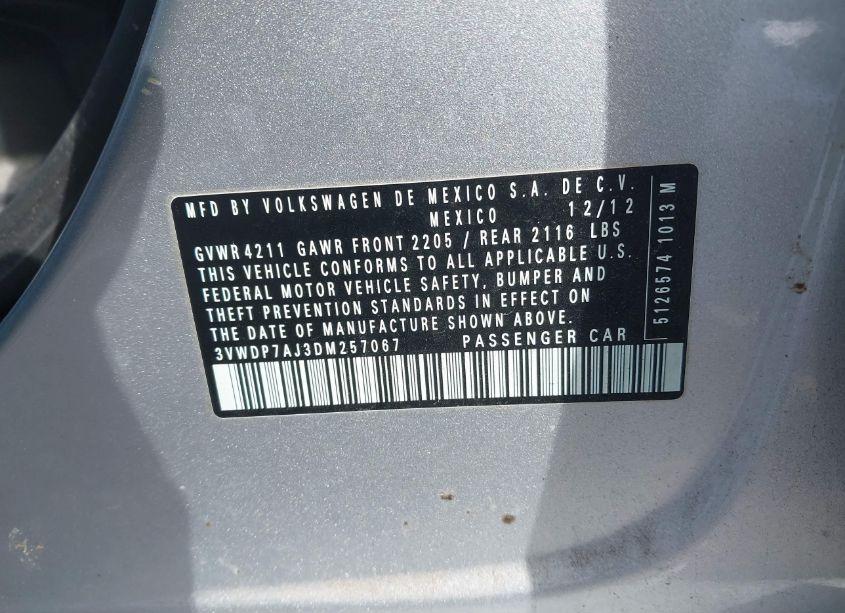 MFD BY VOLKSWAGEN DE MEXICO S.A. DE C.V.
MEXICO 12/12
GVWR 4211 GAWR FRONT 2205 / REAR 2116 LBS
THIS VEHICLE CONFORMS TO ALL APPLICABLE U.S.
FEDERAL MOTOR VEHICLE SAFETY, BUMPER AND
THEFT PREVENTION STANDARDS IN EFFECT ON
THE DATE OF MANUFACTURE SHOWN ABOVE.
3VWDP7AJ3DM257067 PASSENGER CAR
5126574 1013 M